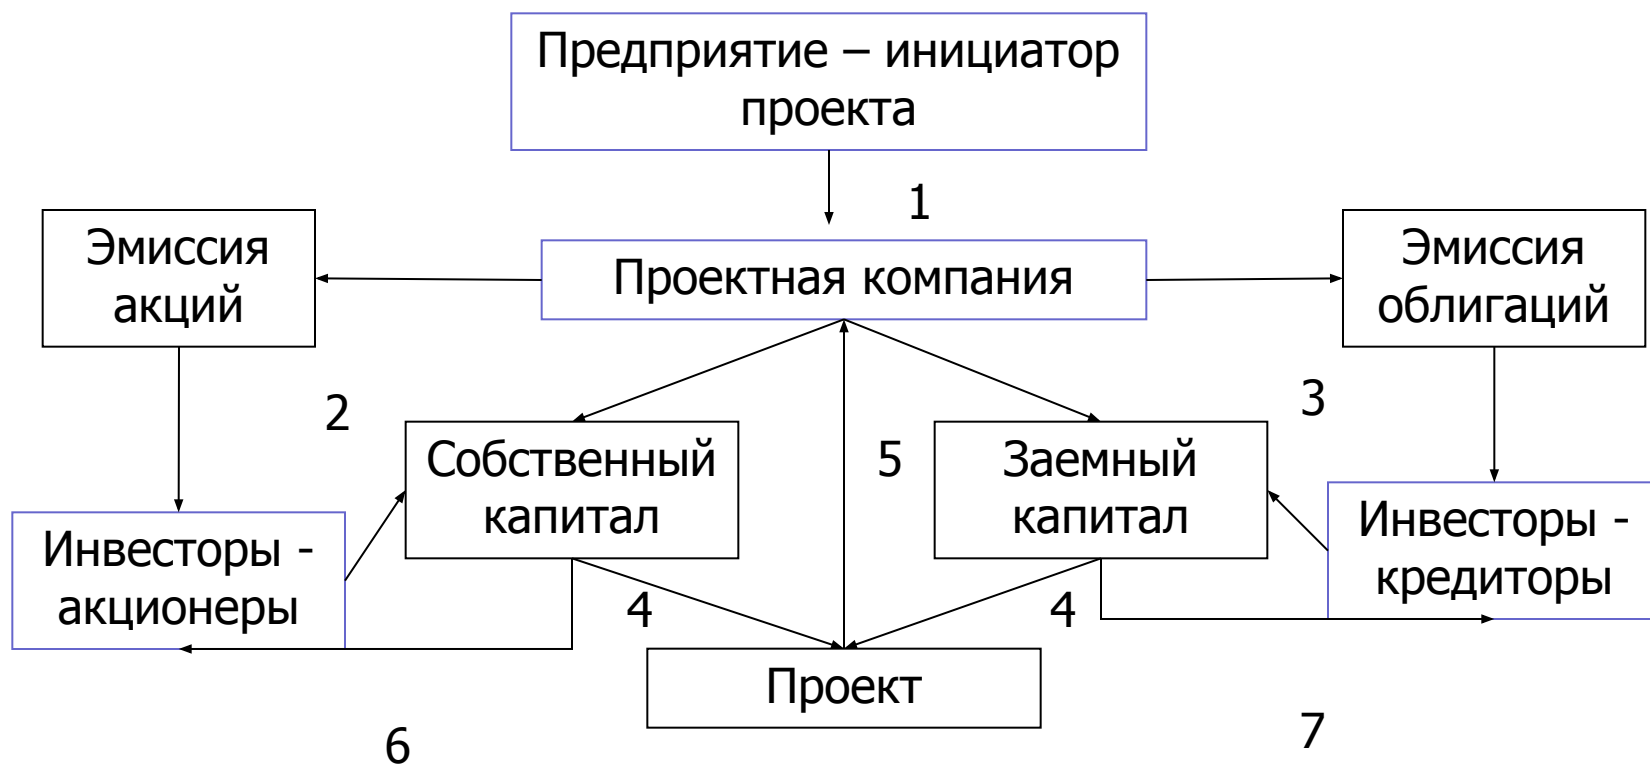 Предприятие – инициатор
проекта
1
Эмиссия
акций
Проектная компания
Эмиссия
облигаций
2
3
Собственный
капитал
5
Заемный
капитал
Инвесторы -
акционеры
Инвесторы -
кредиторы
4
4
Проект
6
7